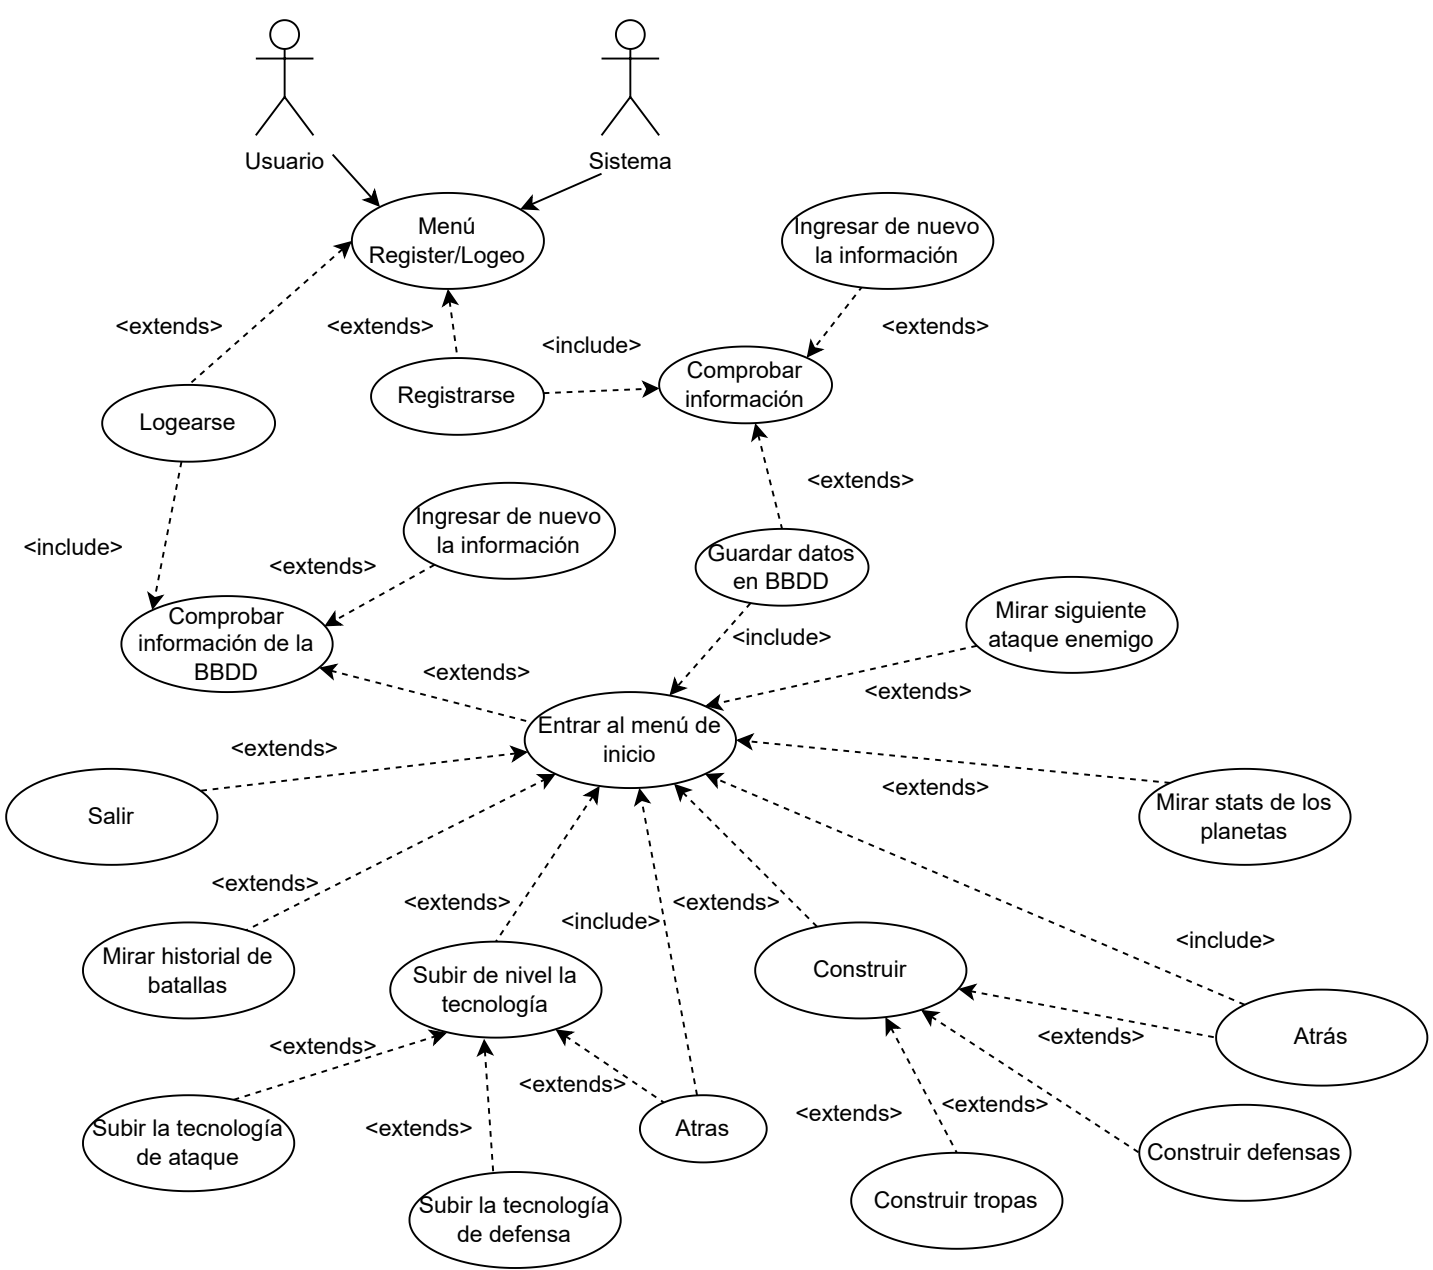 Usuario
Sistema
Menú
Register/Logeo
Ingresar de nuevo
la información
<extends>
<extends>
<extends>
<include>
Comprobar
información
Registrarse
Logearse
<extends>
Ingresar de nuevo
la información
<include>
<extends>
Guardar datos
en BBDD
Comprobar
información de la
BBDD
<include>
Mirar siguiente
ataque enemigo
<extends>
<extends>
Entrar al menú de
inicio
<extends>
<extends>
Salir
Mirar stats de los
planetas
<extends>
<extends>
<include>
<extends>
<include>
Mirar historial de
batallas
Subir de nivel la
tecnología
Construir
Atrás
<extends>
<extends>
<extends>
<extends>
<extends>
<extends>
Subir la tecnología
de ataque
Atras
Construir defensas
Subir la tecnología
de defensa
Construir tropas